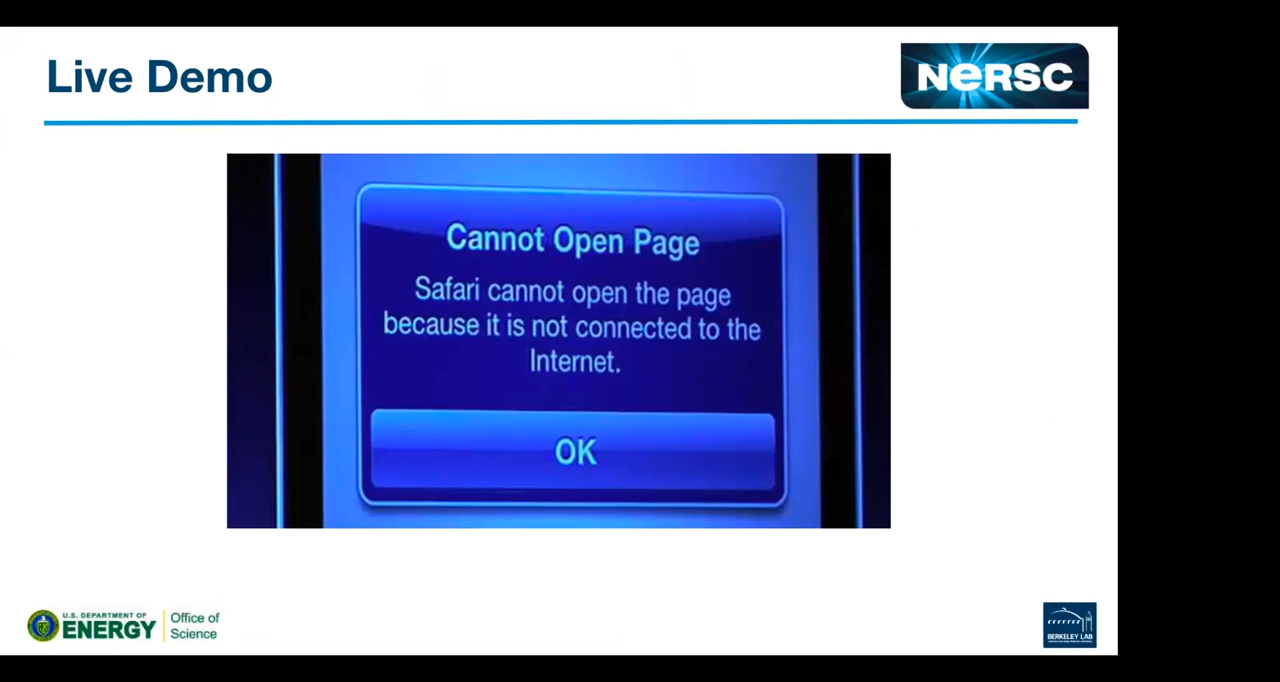 Live Demo
NERSC
Cannot Open Page
Safari cannot open the page
because it is not connected to the
Internet.
OK
U.S. DEPARTMENT OF
ENERGY
Office of
Science
BERKELEY LAB